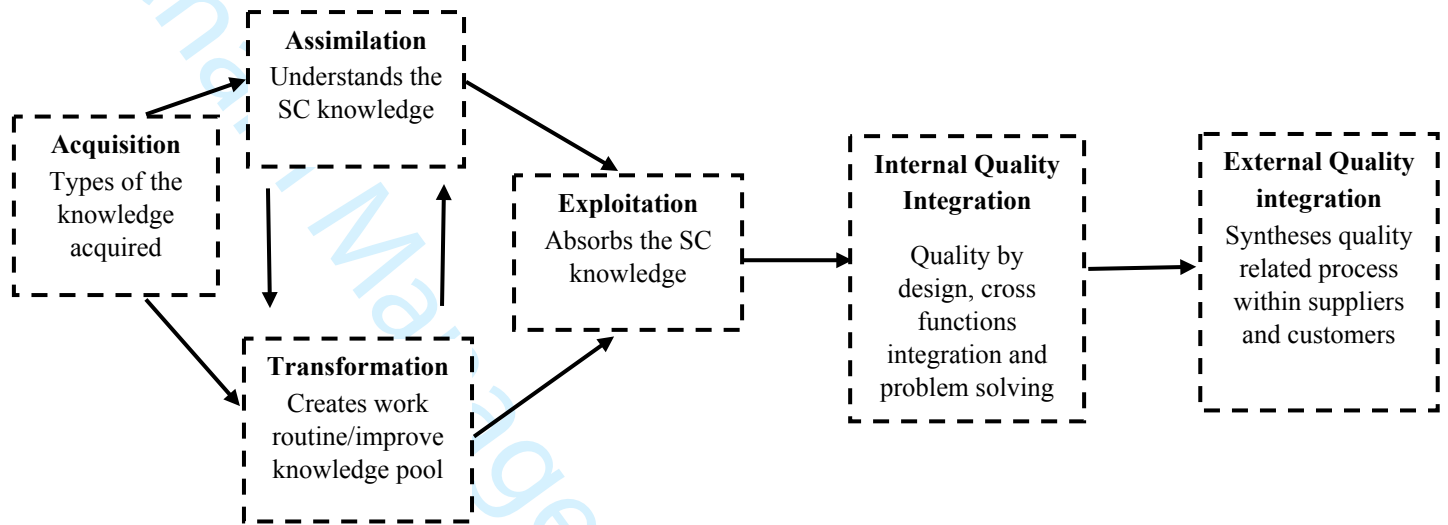 Assimilation
Understands the
SC knowledge
Acquisition
Types of the
knowledge
acquired
Transformation
Creates work
routine/improve
knowledge pool
Exploitation
Absorbs the SC
knowledge
Internal Quality
Integration
Quality by
design, cross
functions
integration and
problem solving
External Quality
integration
Syntheses quality
related process
within suppliers
and customers